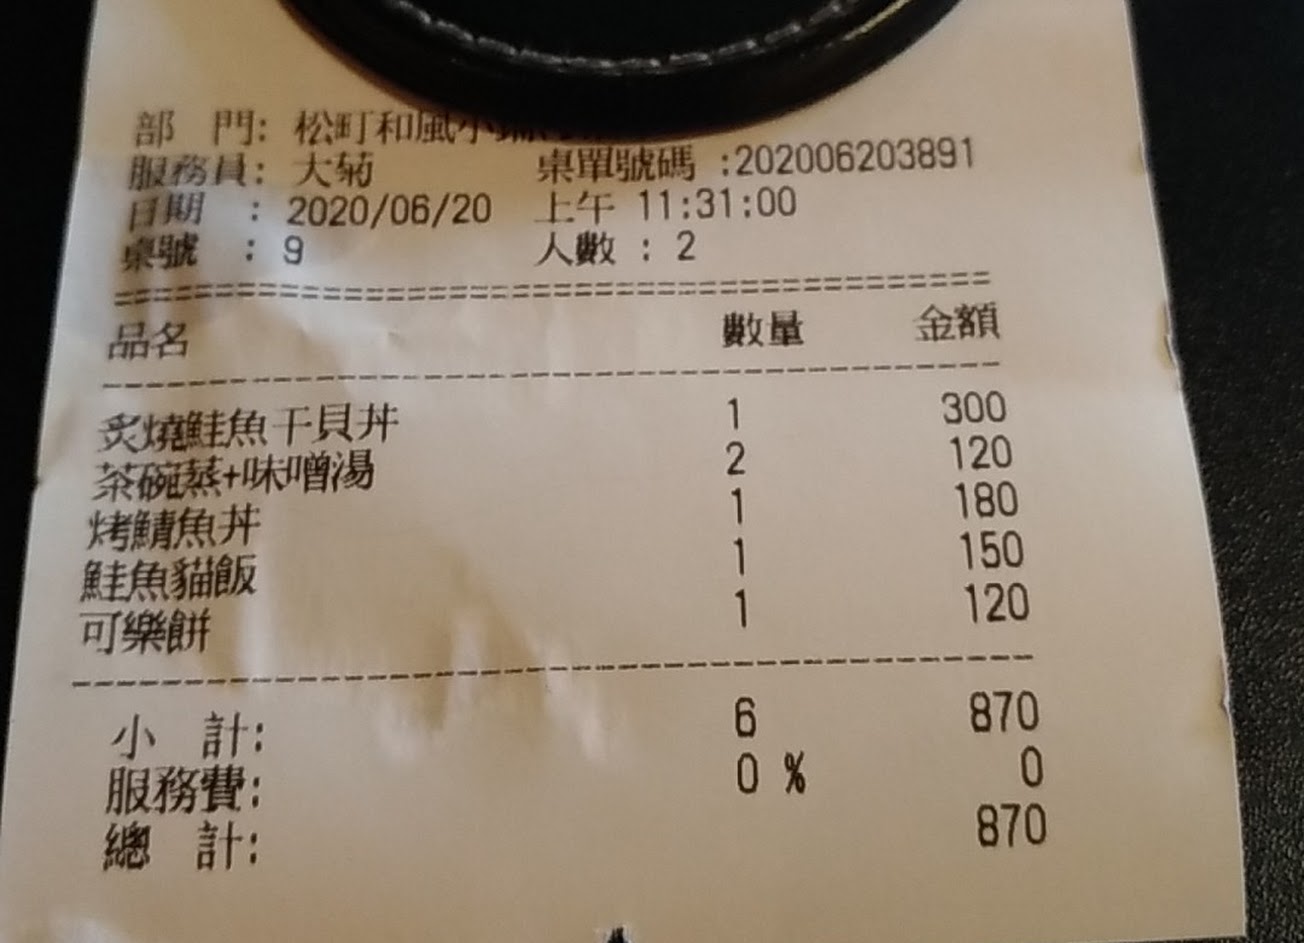 部　門: 松町和風小
服務員: 大菊 桌單號碼 :202006203891
日期 : 2020/06/20 上午 11:31:00
桌號 : 9 人數 : 2
品名 數量 金額
炙燒鮭魚干貝丼 1 300
茶碗蒸+味噌湯 2 120
烤鯖魚丼 1 180
鮭魚貓飯 1 150
可樂餅 1 120
小　計: 6 870
服務費: 0 % 0
總　計: 870